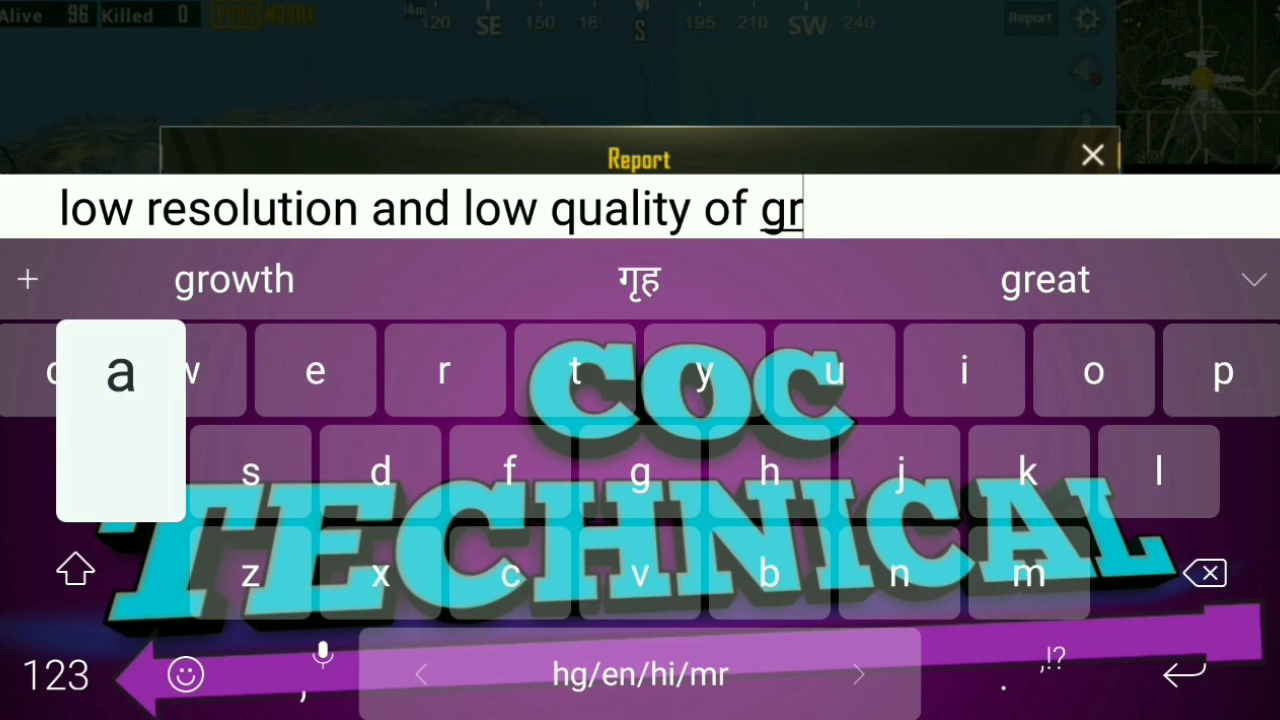 Alive 96 Killed 0 PUBG MOBILE
120 SE 150 S 195 210 SW 240
Report
Report
low resolution and low quality of gr
growth गृह great
w e r t y u i o p
a s d f g h j k l
z x c v b n m
COC
TECHNICAL
123 , hg/en/hi/mr . ,!?